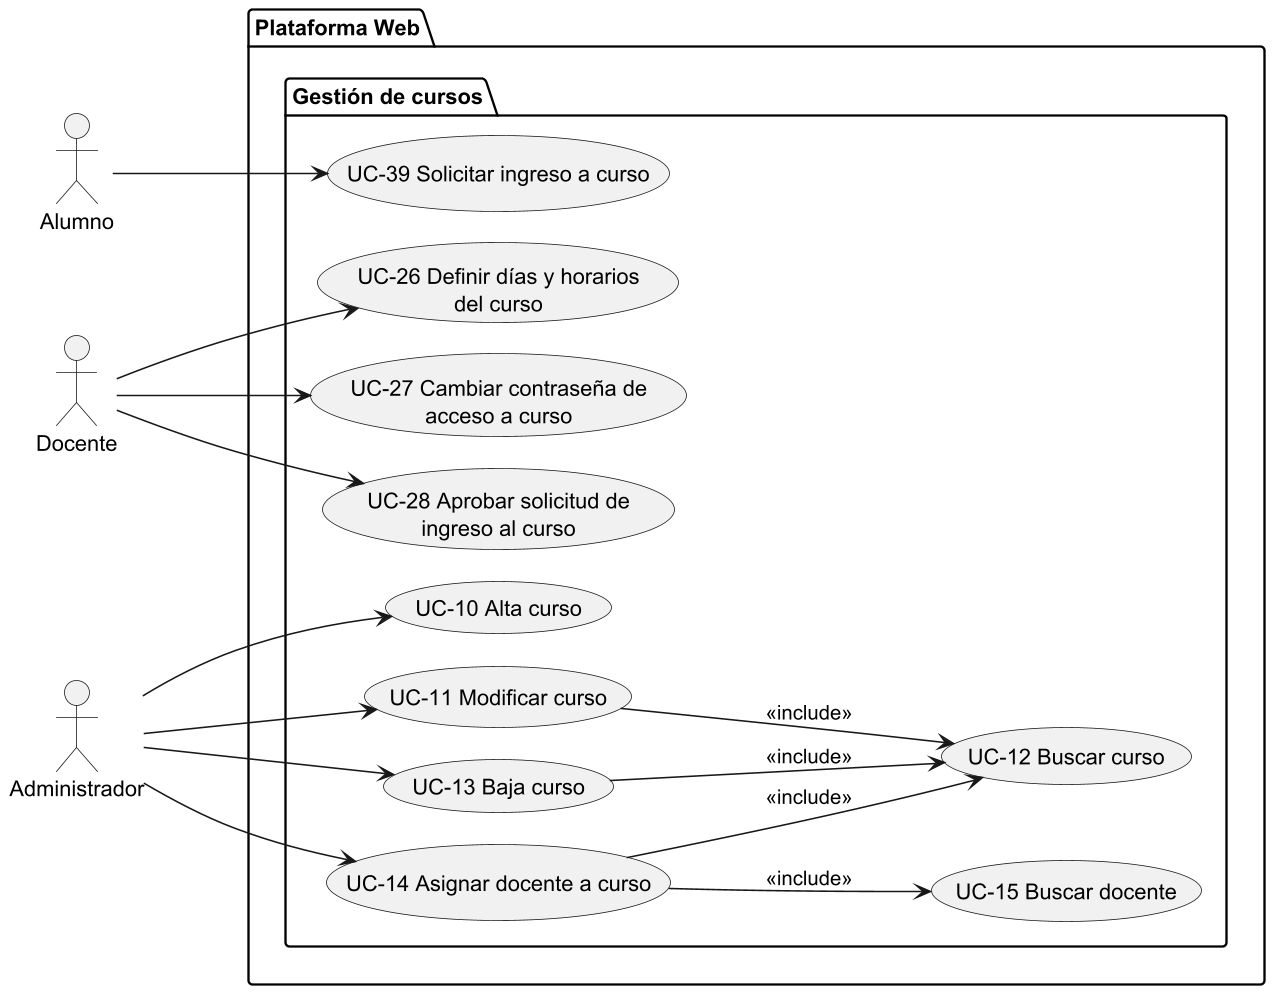 Plataforma Web
Gestión de cursos
UC-39 Solicitar ingreso a curso
Alumno
UC-26 Definir días y horarios
del curso
UC-27 Cambiar contraseña de
acceso a curso
Docente
UC-28 Aprobar solicitud de
ingreso al curso
UC-10 Alta curso
UC-11 Modificar curso
«include»
UC-12 Buscar curso
«include»
UC-13 Baja curso
Administrador
«include»
UC-14 Asignar docente a curso
«include»
UC-15 Buscar docente